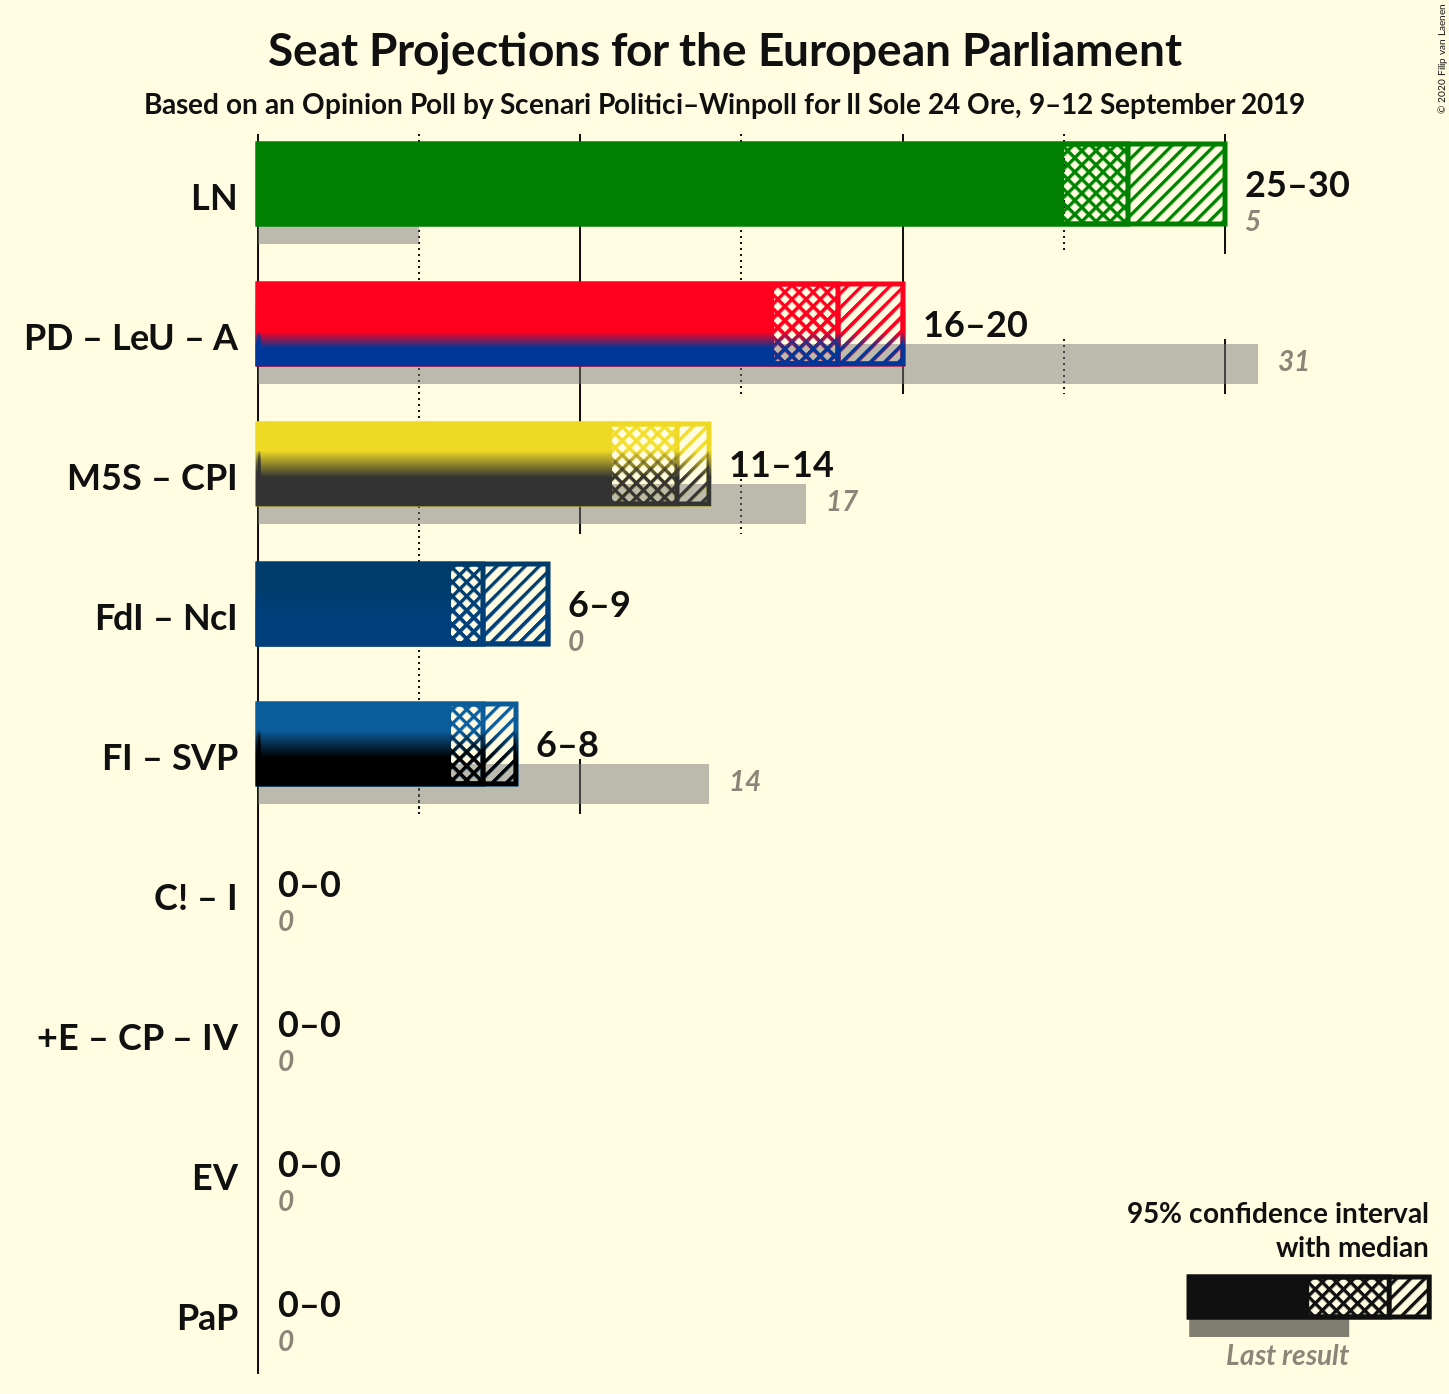 Seat Projections for the European Parliament
Based on an Opinion Poll by Scenari Politici–Winpoll for Il Sole 24 Ore, 9–12 September 2019
© 2020 Filip van Laenen
LN
25–30
5
PD – LeU – A
16–20
31
M5S – CPI
11–14
17
FdI – NcI
6–9
0
FI – SVP
6–8
14
C! – I
0–0
0
+E – CP – IV
0–0
0
EV
0–0
0
PaP
0–0
0
95% confidence interval
with median
Last result